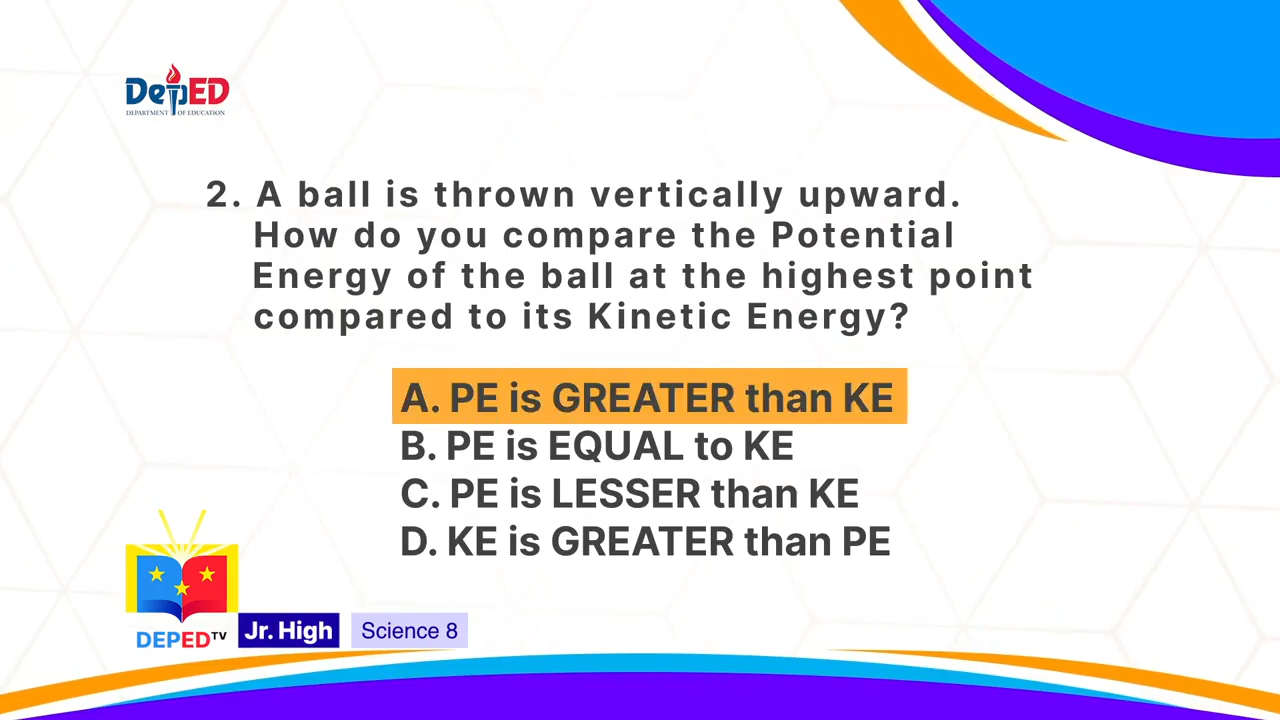 DepED
DEPARTMENT OF EDUCATION
2. A ball is thrown vertically upward.
How do you compare the Potential
Energy of the ball at the highest point
compared to its Kinetic Energy?
A. PE is GREATER than KE
B. PE is EQUAL to KE
C. PE is LESSER than KE
D. KE is GREATER than PE
DEPED TV
Jr. High
Science 8